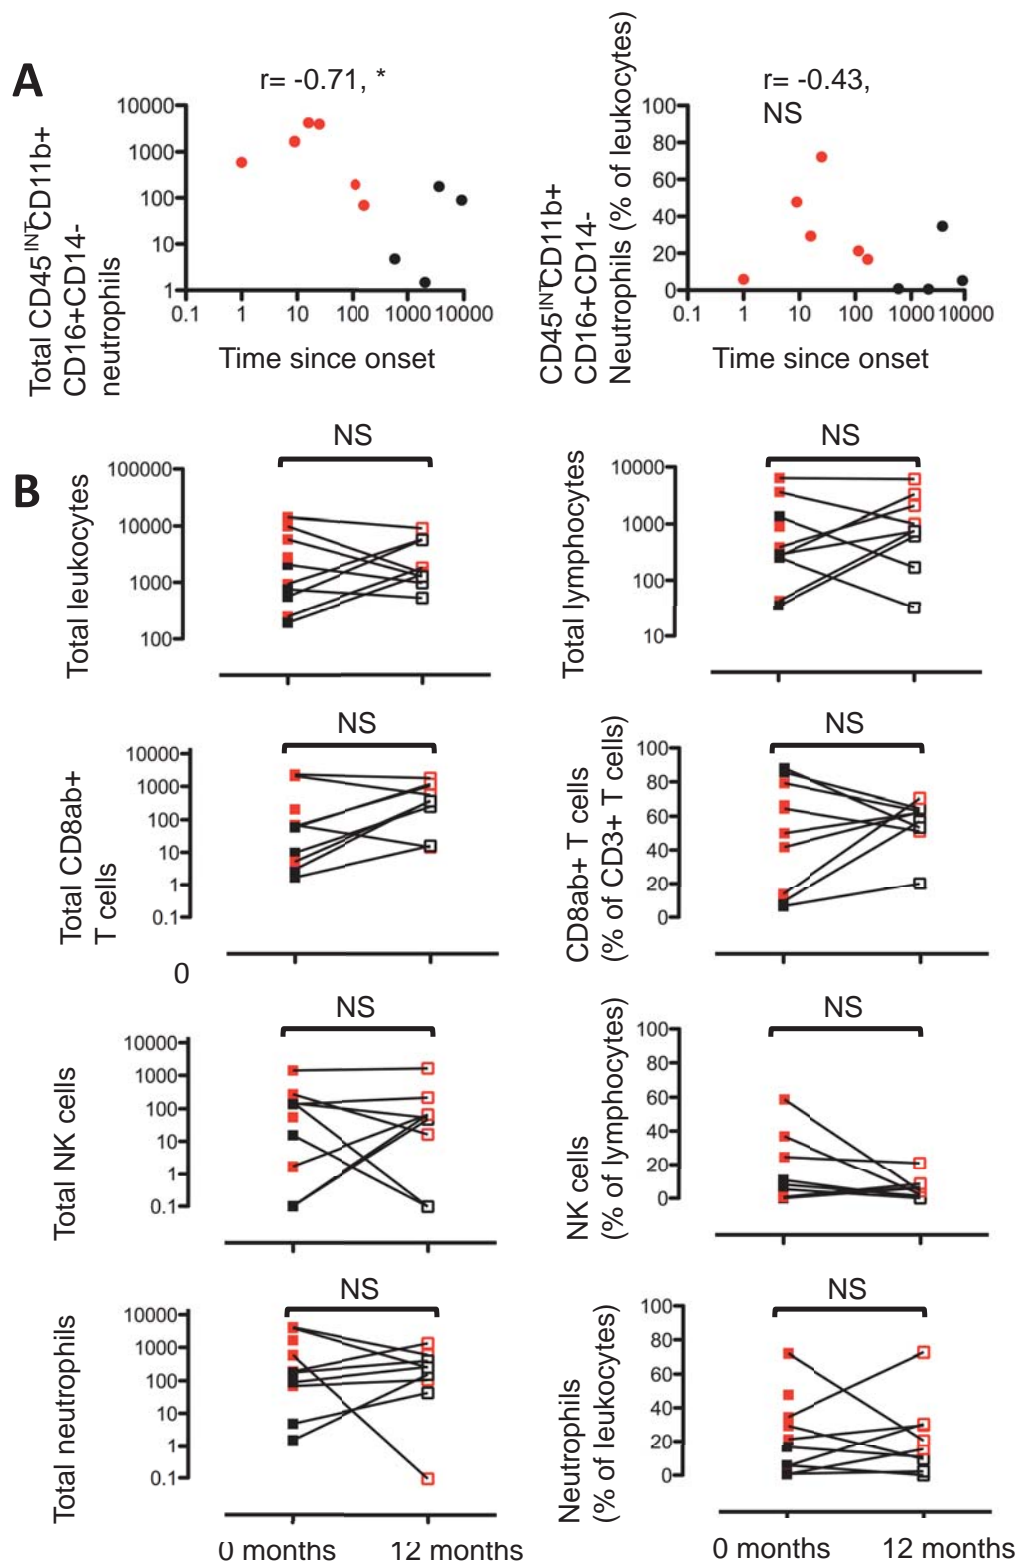 A
r= -0.71, *
Total CD45INTCD11b+
CD16+CD14-
neutrophils
10000
1000
100
10
1
0.1
1
10
100
1000
10000
Time since onset
r= -0.43,
NS
CD45INTCD11b+
CD16+CD14-
Neutrophils (% of leukocytes)
100
80
60
40
20
0
0.1
1
10
100
1000
10000
Time since onset
B
NS
Total leukocytes
100000
10000
1000
100
NS
Total lymphocytes
10000
1000
100
10
NS
Total CD8ab+
T cells
10000
1000
100
10
1
0.1
0
NS
CD8ab+ T cells
(% of CD3+ T cells)
100
80
60
40
20
0
NS
Total NK cells
10000
1000
100
10
1
0.1
NS
NK cells
(% of lymphocytes)
100
80
60
40
20
0
NS
Total neutrophils
10000
1000
100
10
1
0.1
0 months
12 months
NS
Neutrophils
(% of leukocytes)
100
80
60
40
20
0
0 months
12 months